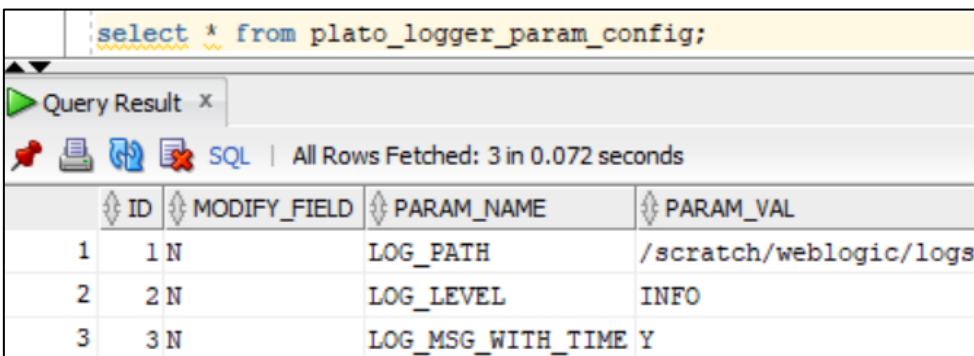 select * from plato_logger_param_config;
Query Result x
SQL | All Rows Fetched: 3 in 0.072 seconds
ID MODIFY_FIELD PARAM_NAME PARAM_VAL
1 1 N LOG_PATH /scratch/weblogic/logs
2 2 N LOG_LEVEL INFO
3 3 N LOG_MSG_WITH_TIME Y